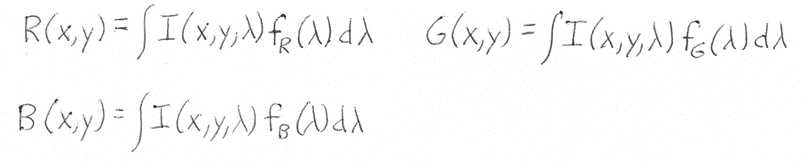 R(x,y) = ∫I(x,y,λ)f_R(λ)dλ G(x,y) = ∫I(x,y,λ)f_G(λ)dλ
B(x,y) = ∫I(x,y,λ)f_B(λ)dλ